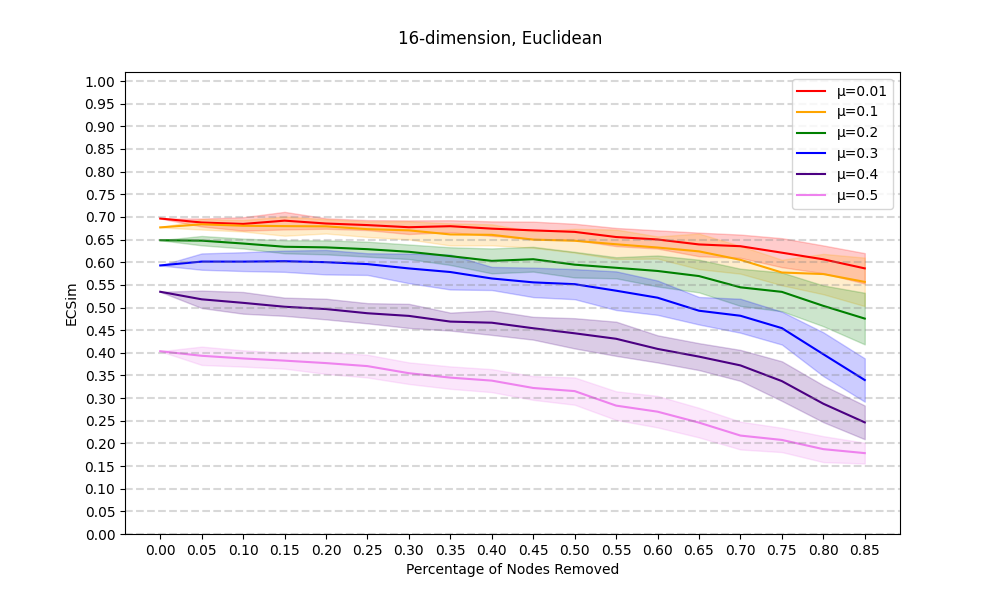 16-dimension, Euclidean
ECSim
1.00
0.95
0.90
0.85
0.80
0.75
0.70
0.65
0.60
0.55
0.50
0.45
0.40
0.35
0.30
0.25
0.20
0.15
0.10
0.05
0.00
μ=0.01
μ=0.1
μ=0.2
μ=0.3
μ=0.4
μ=0.5
0.00 0.05 0.10 0.15 0.20 0.25 0.30 0.35 0.40 0.45 0.50 0.55 0.60 0.65 0.70 0.75 0.80 0.85
Percentage of Nodes Removed